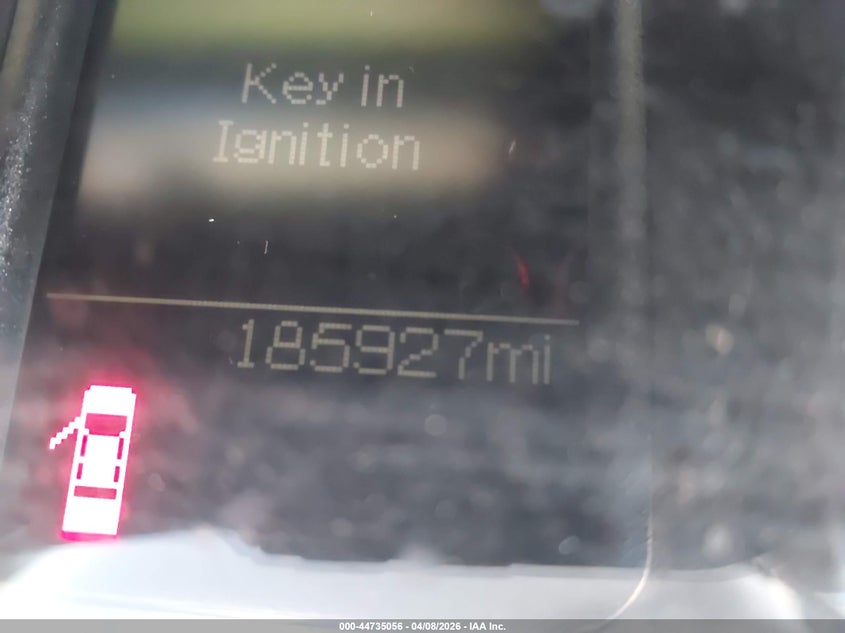 Key in
Ignition
185927mi
000-44735056 - 04/08/2026 - IAA Inc.